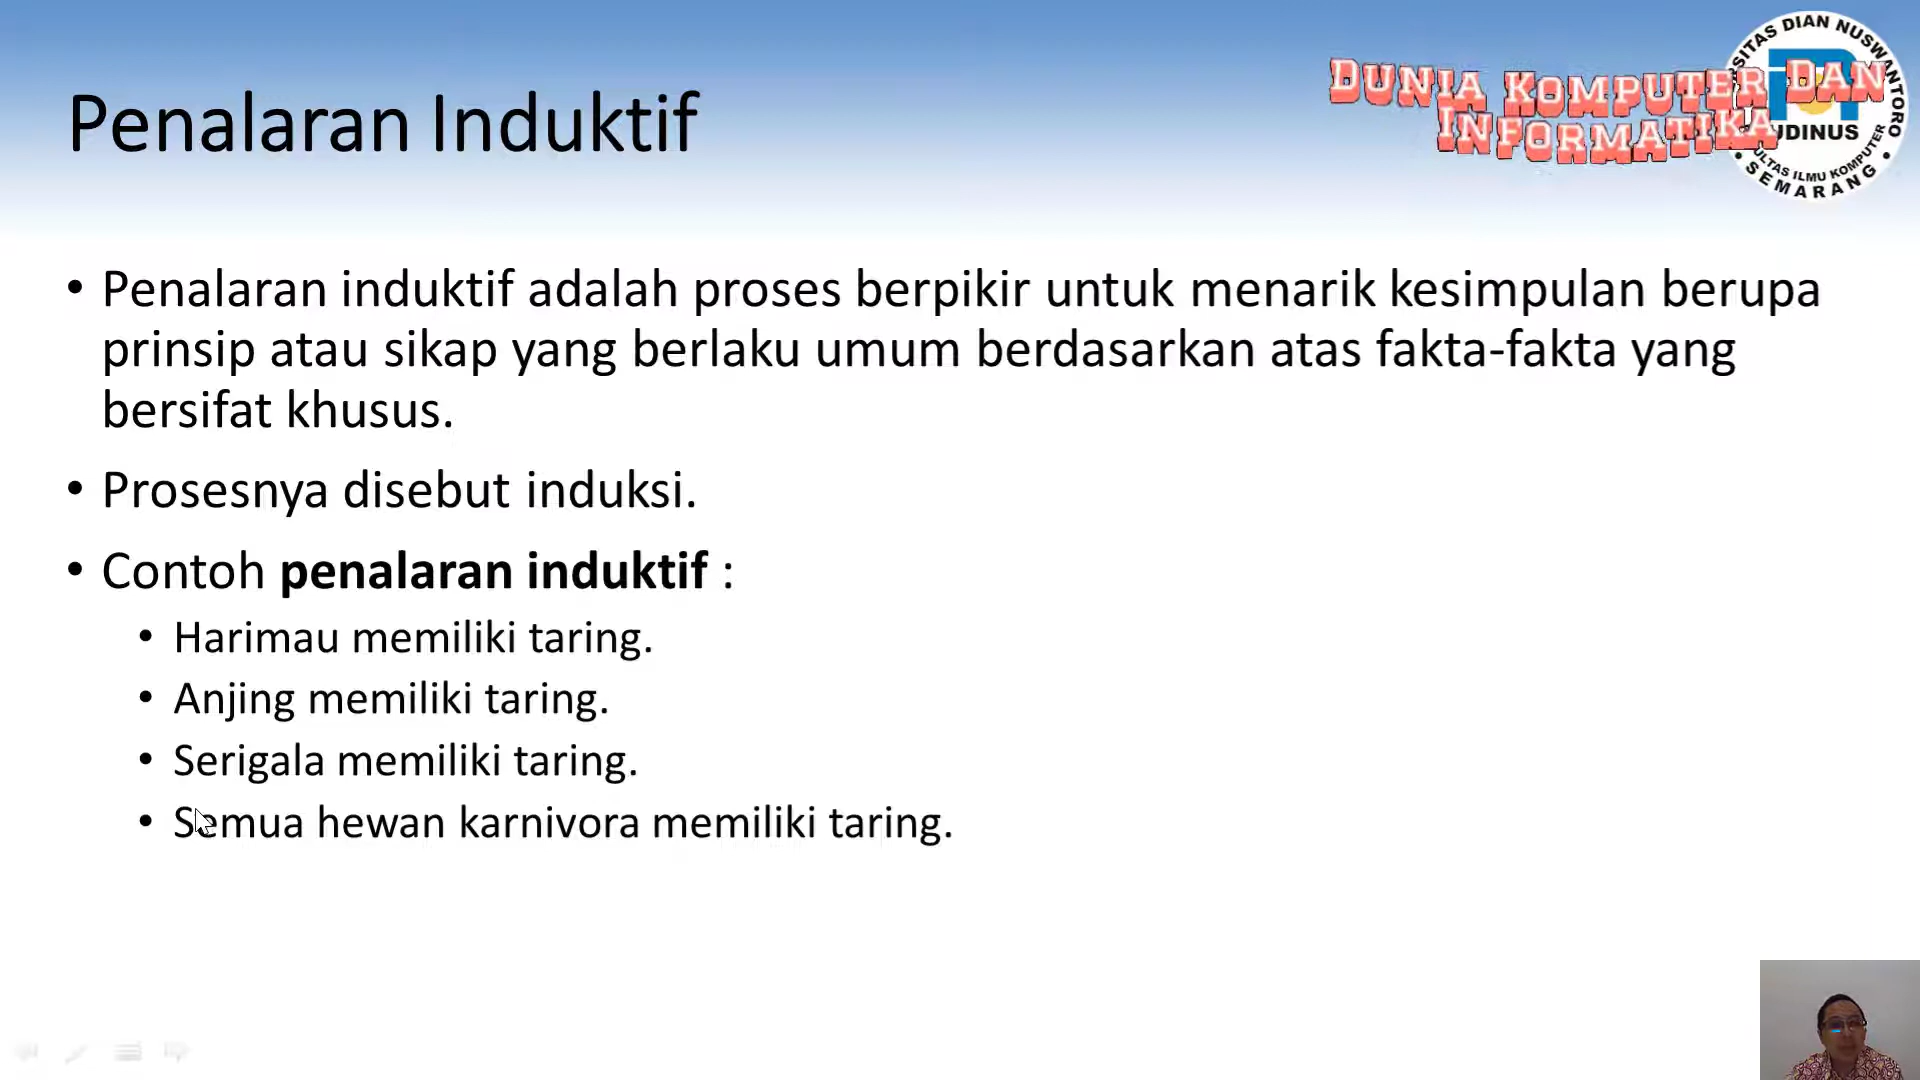 Penalaran Induktif
DUNIA KOMPUTER DAN
INFORMATIKA
DIAN NUSWANTORO
UDINUS
ILMU KOMPUTER
SEMARANG
• Penalaran induktif adalah proses berpikir untuk menarik kesimpulan berupa
prinsip atau sikap yang berlaku umum berdasarkan atas fakta-fakta yang
bersifat khusus.
• Prosesnya disebut induksi.
• Contoh penalaran induktif :
• Harimau memiliki taring.
• Anjing memiliki taring.
• Serigala memiliki taring.
• Semua hewan karnivora memiliki taring.